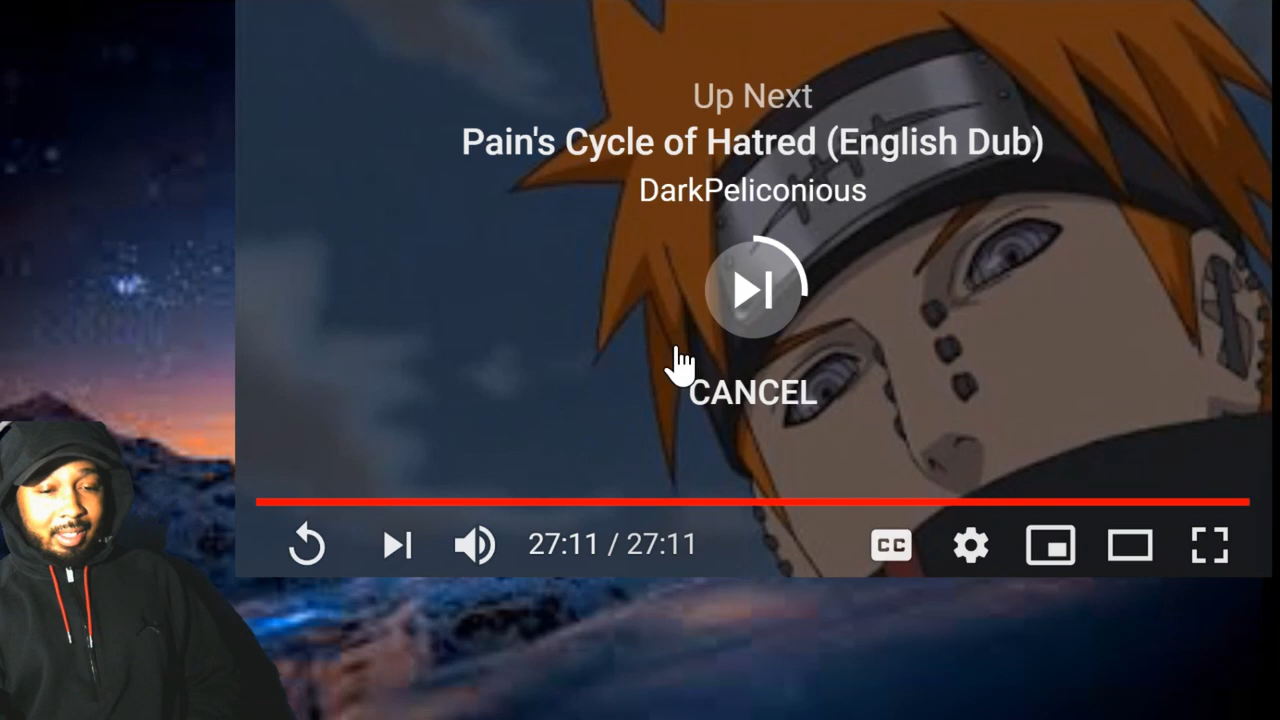 Up Next
Pain's Cycle of Hatred (English Dub)
DarkPeliconious
CANCEL
27:11 / 27:11
CC